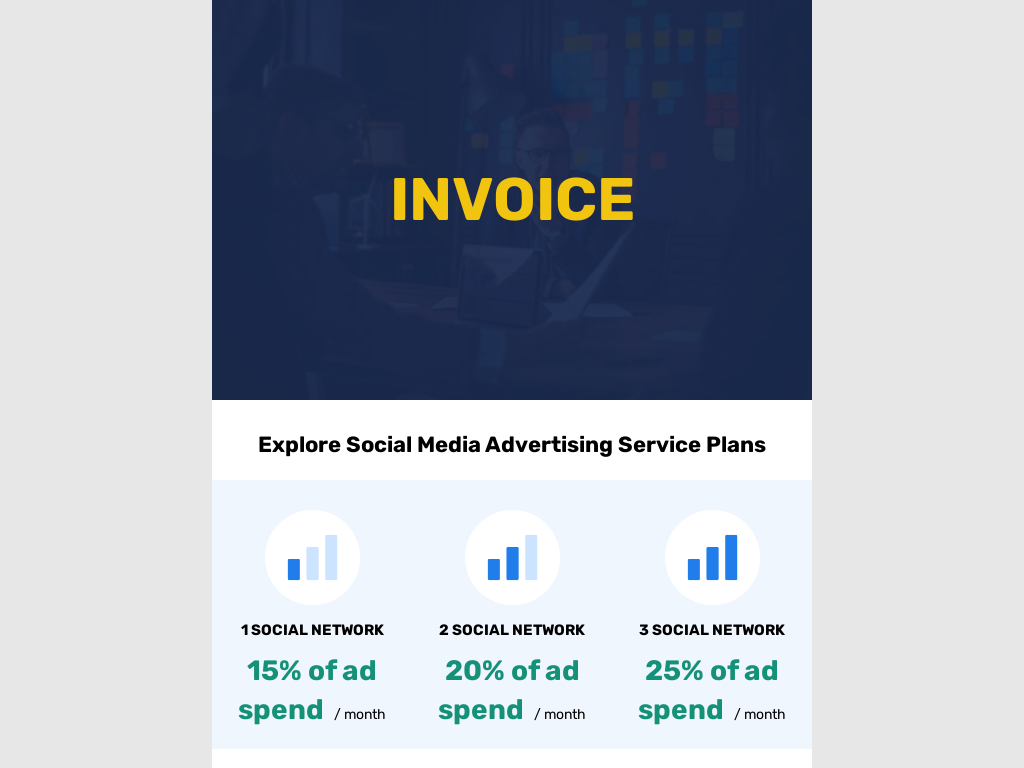 INVOICE
Explore Social Media Advertising Service Plans
1 SOCIAL NETWORK
15% of ad
spend / month
2 SOCIAL NETWORK
20% of ad
spend / month
3 SOCIAL NETWORK
25% of ad
spend / month